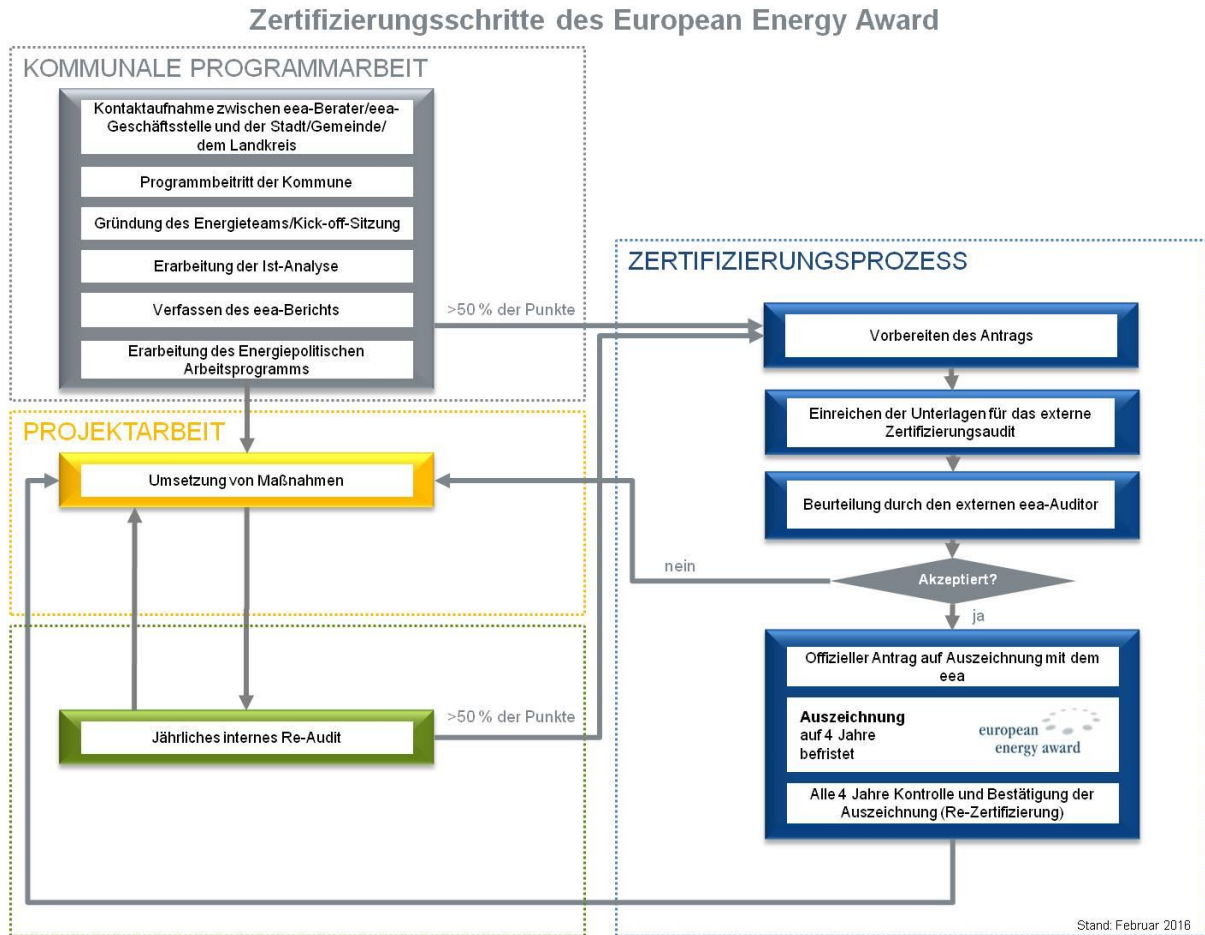 Zertifizierungsschritte des European Energy Award
KOMMUNALE PROGRAMMARBEIT
Kontaktaufnahme zwischen eea-Berater/eea-
Geschäftsstelle und der Stadt/Gemeinde/
dem Landkreis
Programmbeitritt der Kommune
Gründung des Energieteams/Kick-off-Sitzung
Erarbeitung der Ist-Analyse
Verfassen des eea-Berichts
Erarbeitung des Energiepolitischen
Arbeitsprogramms
>50 % der Punkte
PROJEKTARBEIT
Umsetzung von Maßnahmen
Jährliches internes Re-Audit
>50 % der Punkte
ZERTIFIZIERUNGSPROZESS
Vorbereiten des Antrags
Einreichen der Unterlagen für das externe
Zertifizierungsaudit
Beurteilung durch den externen eea-Auditor
Akzeptiert?
nein
ja
Offizieller Antrag auf Auszeichnung mit dem
eea
Auszeichnung
auf 4 Jahre
befristet
european
energy award
Alle 4 Jahre Kontrolle und Bestätigung der
Auszeichnung (Re-Zertifizierung)
Stand: Februar 2016